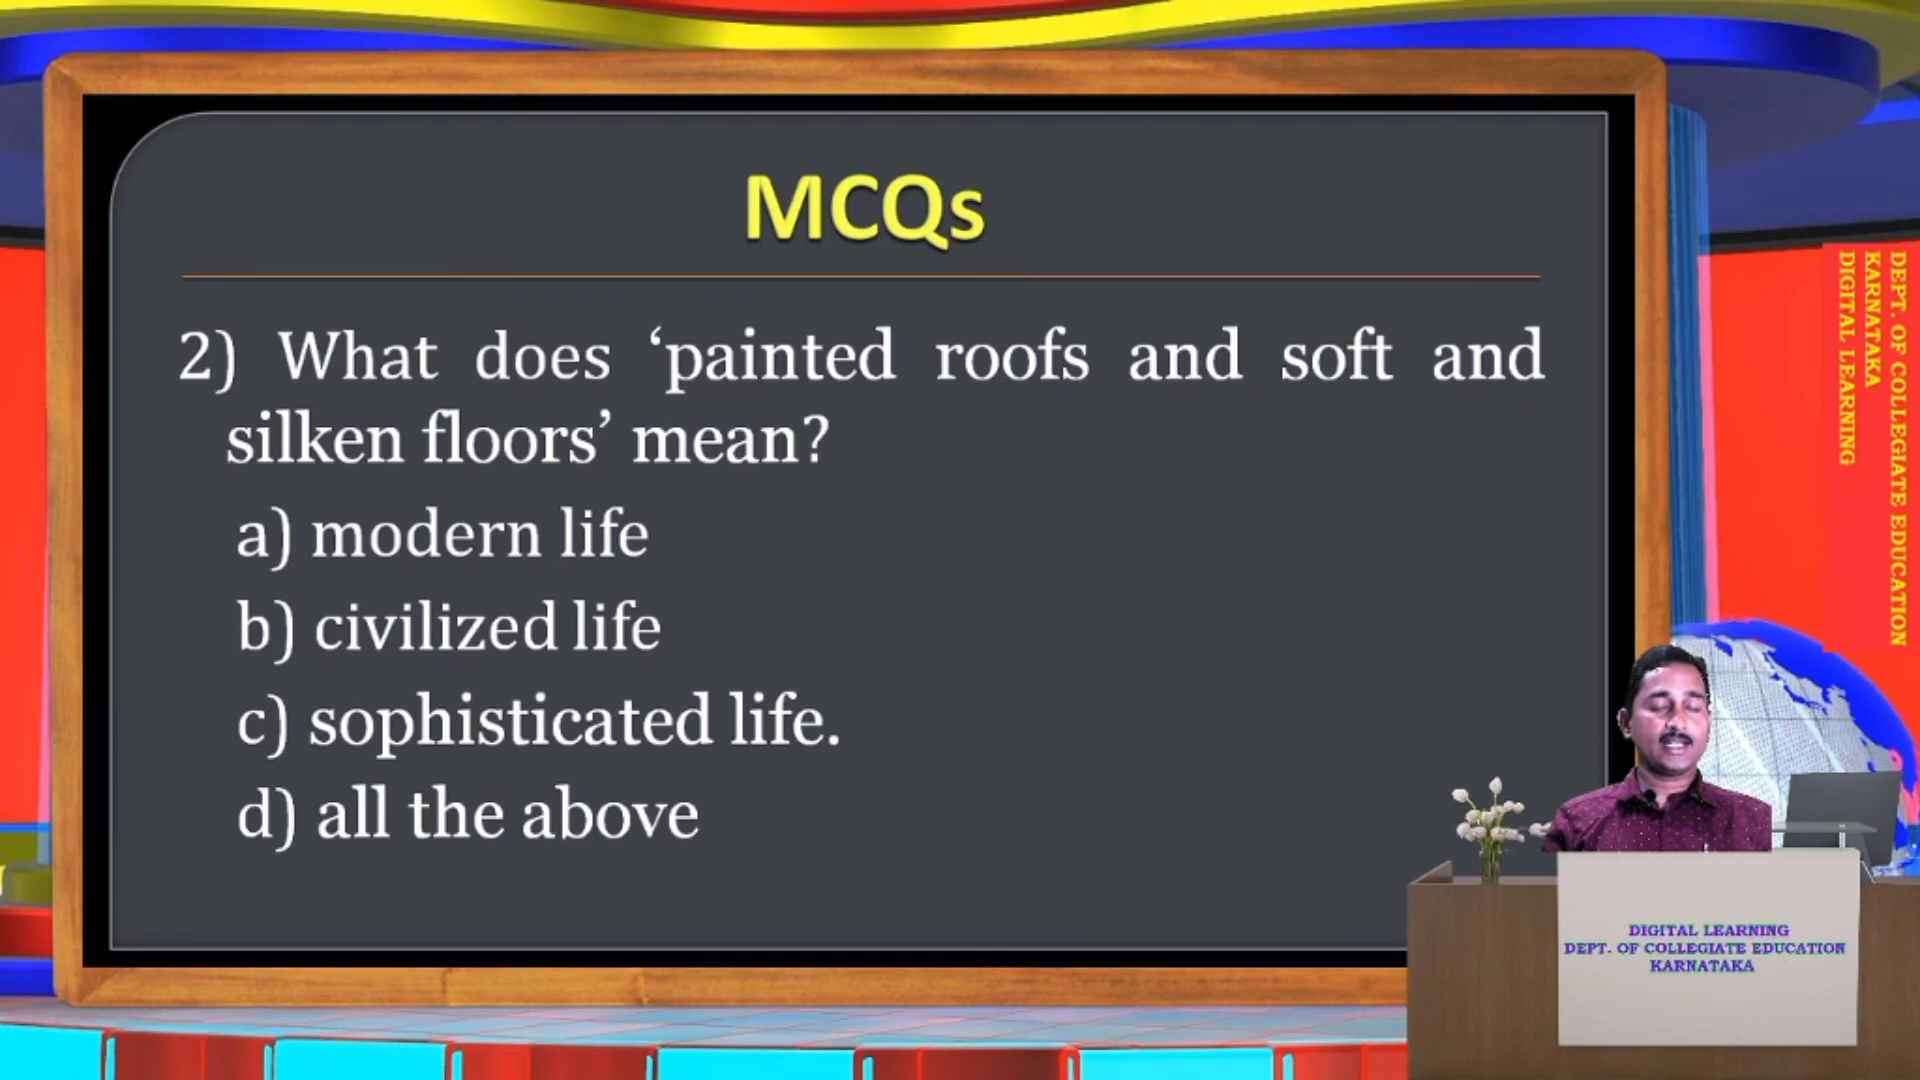 MCQs
2) What does ‘painted roofs and soft and
silken floors’ mean?
a) modern life
b) civilized life
c) sophisticated life.
d) all the above
DEPT. OF COLLEGIATE EDUCATION
KARNATAKA
DIGITAL LEARNING
DIGITAL LEARNING
DEPT. OF COLLEGIATE EDUCATION
KARNATAKA